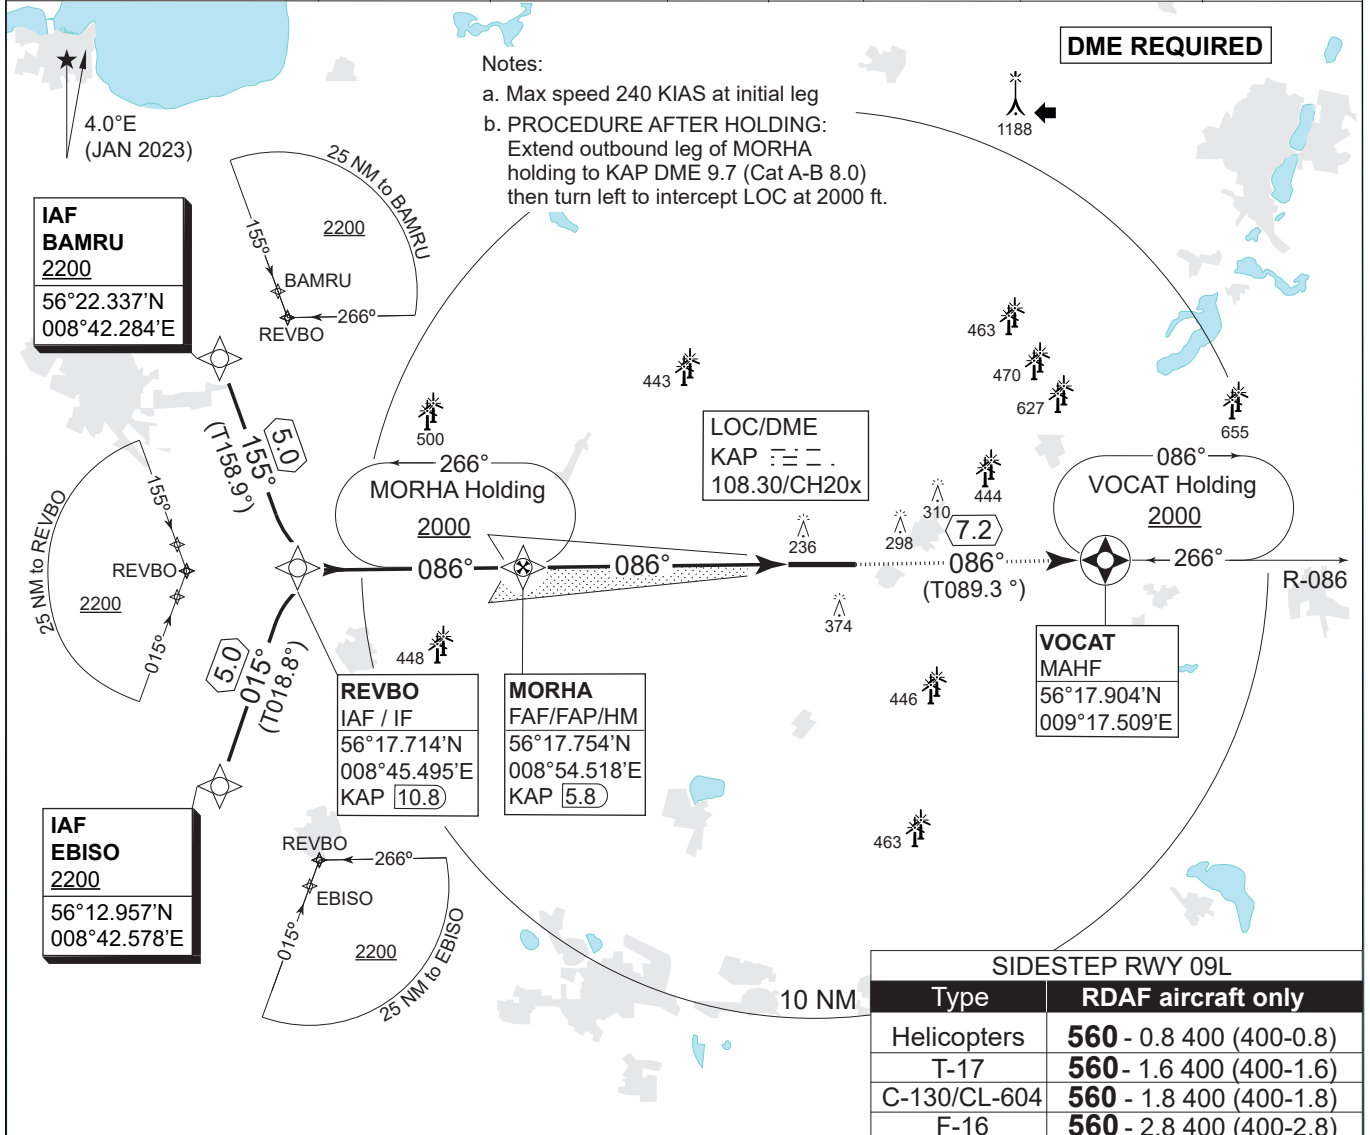 DME REQUIRED
Notes:
a. Max speed 240 KIAS at initial leg
b. PROCEDURE AFTER HOLDING:
Extend outbound leg of MORHA
holding to KAP DME 9.7 (Cat A-B 8.0)
then turn left to intercept LOC at 2000 ft.
1188
4.0°E
(JAN 2023)
25 NM to BAMRU
155º
2200
BAMRU
266º
REVBO
IAF
BAMRU
2200
56°22.337'N
008°42.284'E
463
470
627
443
500
655
5.0
155°
(T158.9°)
266°
MORHA Holding
2000
LOC/DME
KAP
108.30/CH20x
444
310
298
236
374
7.2
086°
VOCAT Holding
2000
25 NM to REVBO
155º
REVBO
2200
015º
086°
086°
086°
(T089.3 °)
266°
R-086
5.0
015°
(T018.8°)
448
446
463
REVBO
IAF / IF
56°17.714'N
008°45.495'E
KAP 10.8
MORHA
FAF/FAP/HM
56°17.754'N
008°54.518'E
KAP 5.8
VOCAT
MAHF
56°17.904'N
009°17.509'E
IAF
EBISO
2200
56°12.957'N
008°42.578'E
REVBO
266º
EBISO
015º
2200
25 NM to EBISO
10 NM
SIDESTEP RWY 09L
Type RDAF aircraft only
Helicopters 560 - 0.8 400 (400-0.8)
T-17 560 - 1.6 400 (400-1.6)
C-130/CL-604 560 - 1.8 400 (400-1.8)
F-16 560 - 2.8 400 (400-2.8)